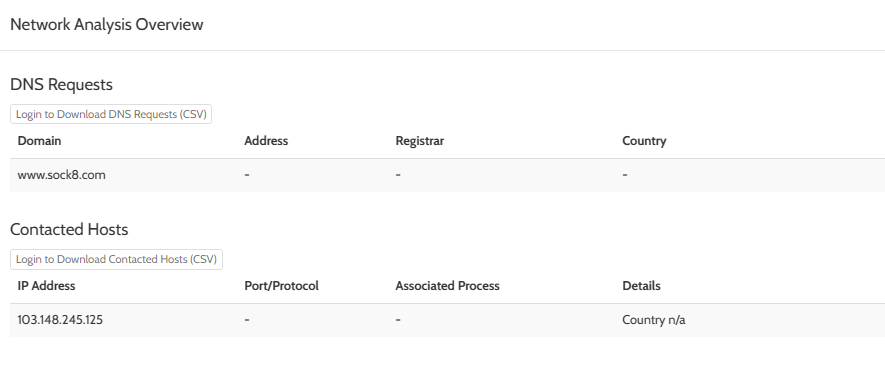 Network Analysis Overview
DNS Requests
Login to Download DNS Requests (CSV)
Domain Address Registrar Country
www.sock8.com - - -
Contacted Hosts
Login to Download Contacted Hosts (CSV)
IP Address Port/Protocol Associated Process Details
103.148.245.125 - - Country n/a